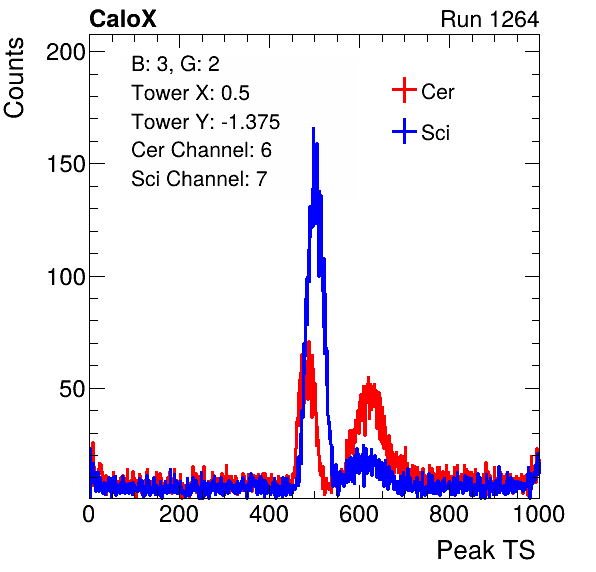 CaloX Run 1264
Counts
200
150
100
50
B: 3, G: 2
Tower X: 0.5
Tower Y: -1.375
Cer Channel: 6
Sci Channel: 7
Cer
Sci
0 200 400 600 800 1000
Peak TS